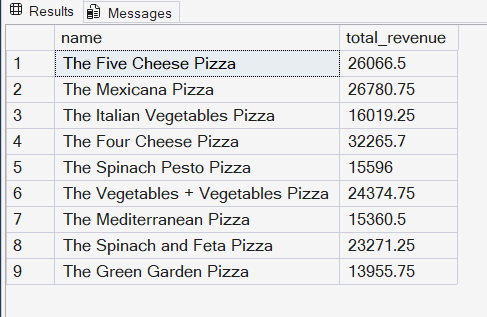 Results Messages
name total_revenue
1 The Five Cheese Pizza 26066.5
2 The Mexicana Pizza 26780.75
3 The Italian Vegetables Pizza 16019.25
4 The Four Cheese Pizza 32265.7
5 The Spinach Pesto Pizza 15596
6 The Vegetables + Vegetables Pizza 24374.75
7 The Mediterranean Pizza 15360.5
8 The Spinach and Feta Pizza 23271.25
9 The Green Garden Pizza 13955.75